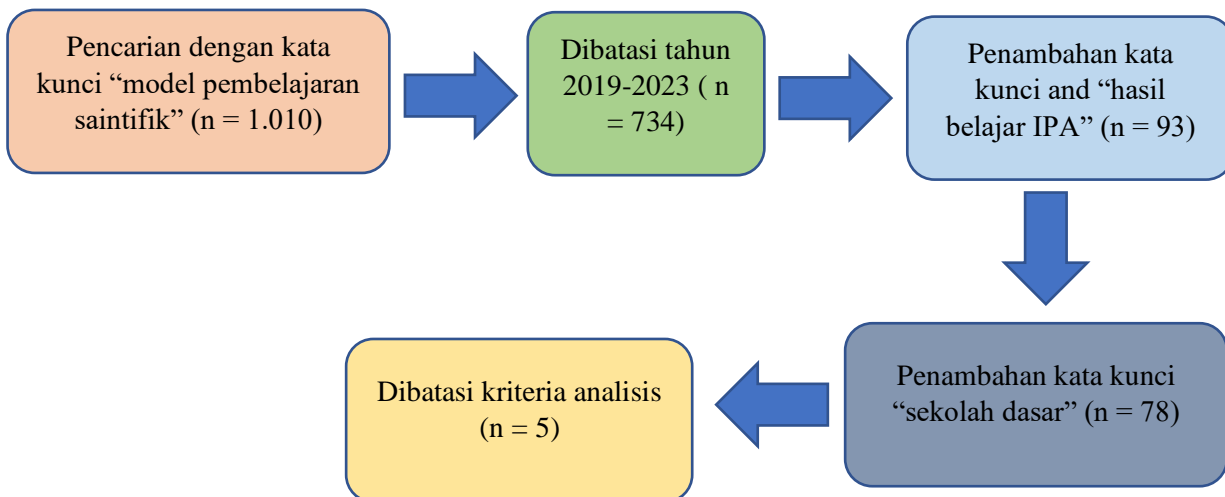 Pencarian dengan kata
kunci “model pembelajaran
saintifik” (n = 1.010)
Dibatasi tahun
2019-2023 ( n
= 734)
Penambahan kata
kunci and “hasil
belajar IPA” (n = 93)
Penambahan kata kunci
“sekolah dasar” (n = 78)
Dibatasi kriteria analisis
(n = 5)